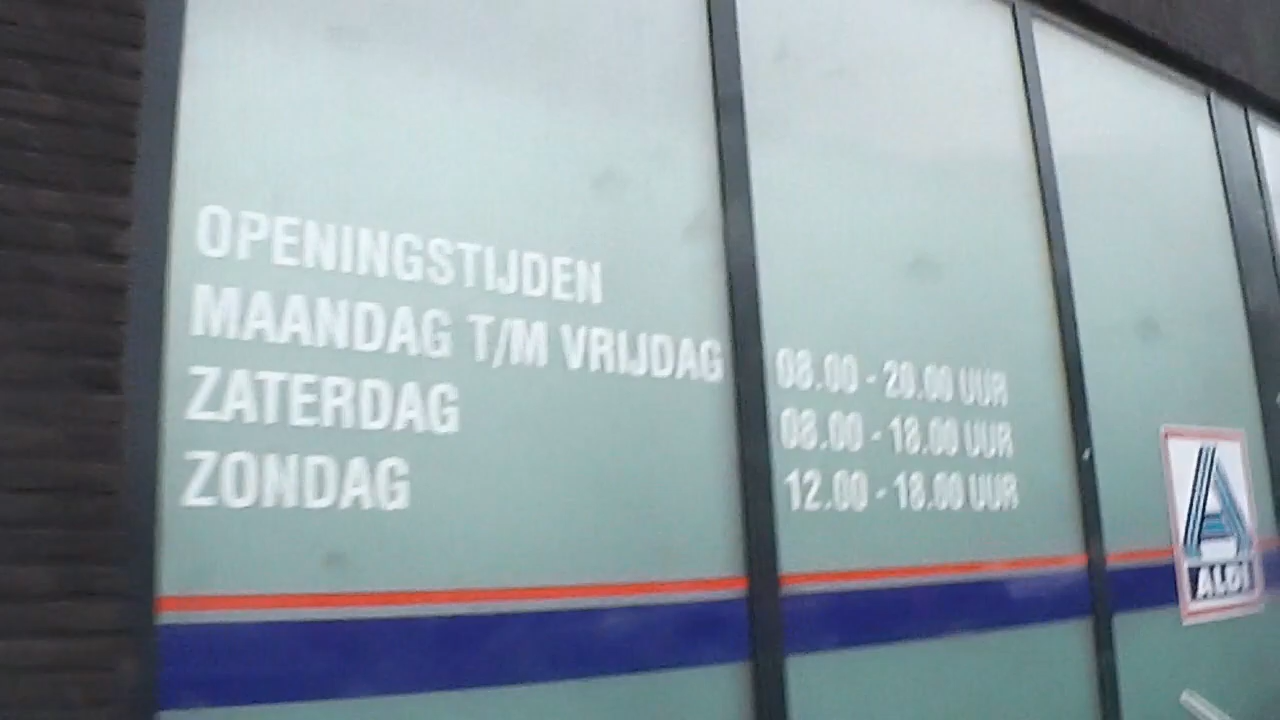 OPENINGSTIJDEN
MAANDAG T/M VRIJDAG 08.00 - 20.00 UUR
ZATERDAG 08.00 - 18.00 UUR
ZONDAG 12.00 - 18.00 UUR
ALDI